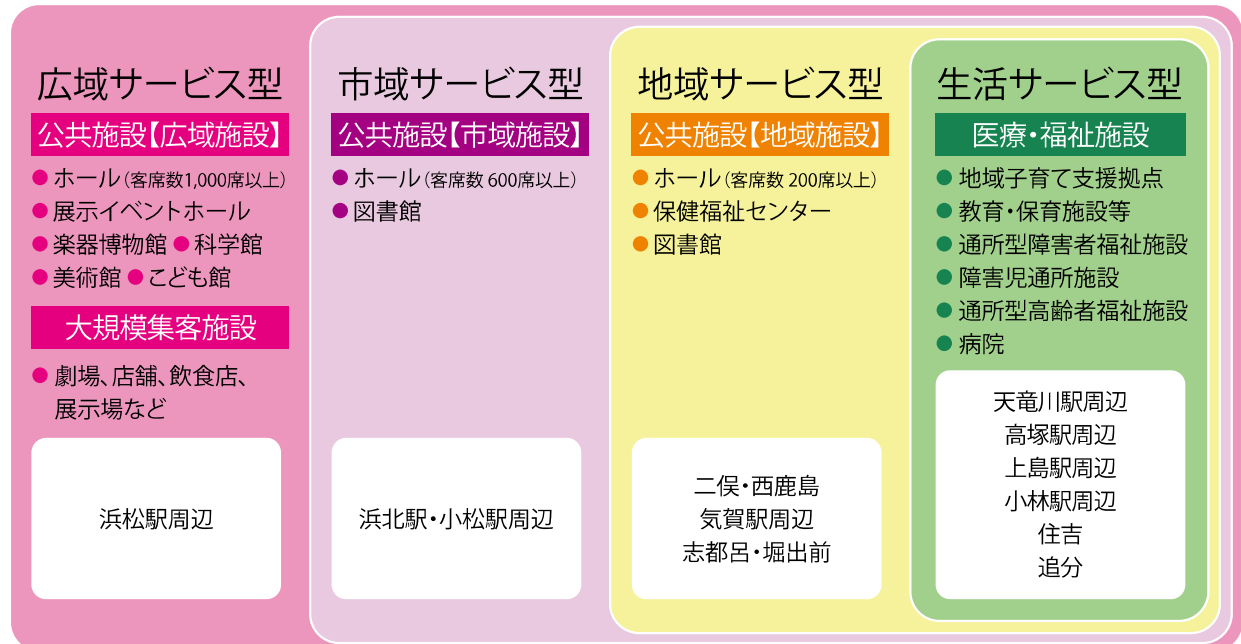 広域サービス型
公共施設【広域施設】
●ホール（客席数1,000席以上）
●展示イベントホール
●楽器博物館 ●科学館
●美術館 ●こども館
大規模集客施設
●劇場、店舗、飲食店、
展示場など
浜松駅周辺
市域サービス型
公共施設【市域施設】
●ホール（客席数 600席以上）
●図書館
浜北駅・小松駅周辺
地域サービス型
公共施設【地域施設】
●ホール（客席数 200席以上）
●保健福祉センター
●図書館
二俣・西鹿島
気賀駅周辺
志都呂・堀出前
生活サービス型
医療・福祉施設
●地域子育て支援拠点
●教育・保育施設等
●通所型障害者福祉施設
●障害児通所施設
●通所型高齢者福祉施設
●病院
天竜川駅周辺
高塚駅周辺
上島駅周辺
小林駅周辺
住吉
追分